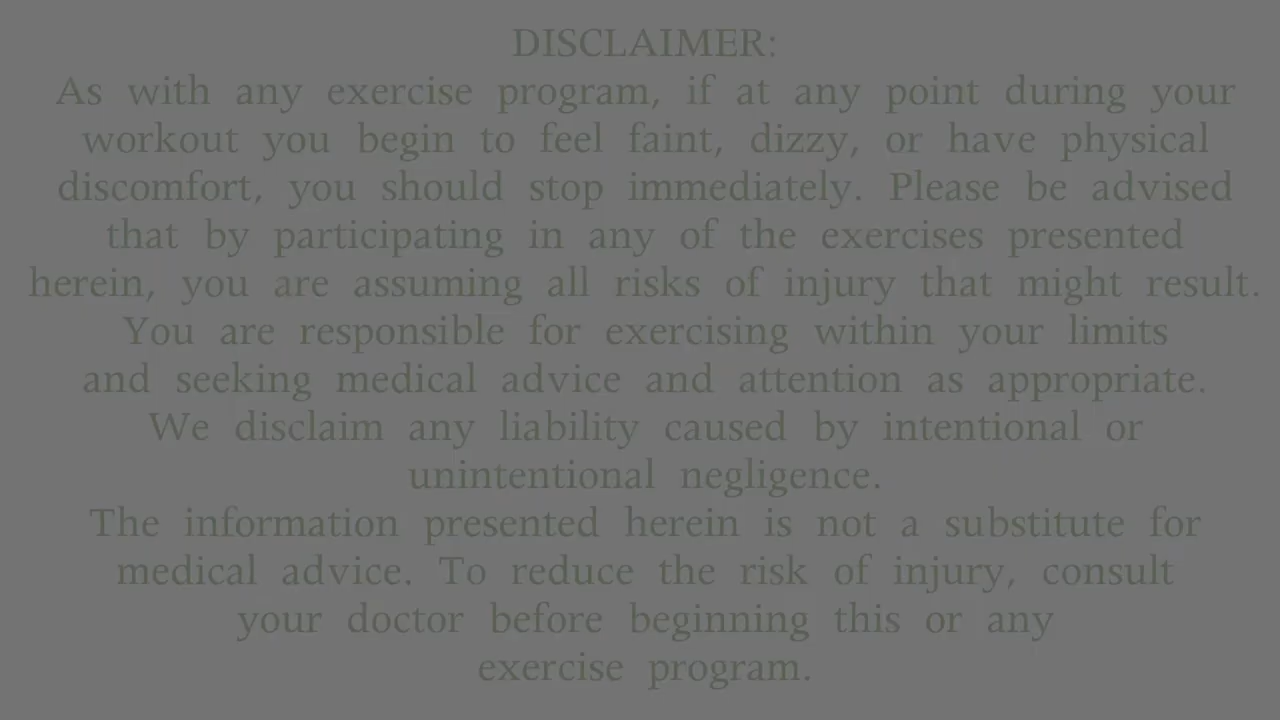 DISCLAIMER:
As with any exercise program, if at any point during your
workout you begin to feel faint, dizzy, or have physical
discomfort, you should stop immediately. Please be advised
that by participating in any of the exercises presented
herein, you are assuming all risks of injury that might result.
You are responsible for exercising within your limits
and seeking medical advice and attention as appropriate.
We disclaim any liability caused by intentional or
unintentional negligence.
The information presented herein is not a substitute for
medical advice. To reduce the risk of injury, consult
your doctor before beginning this or any
exercise program.